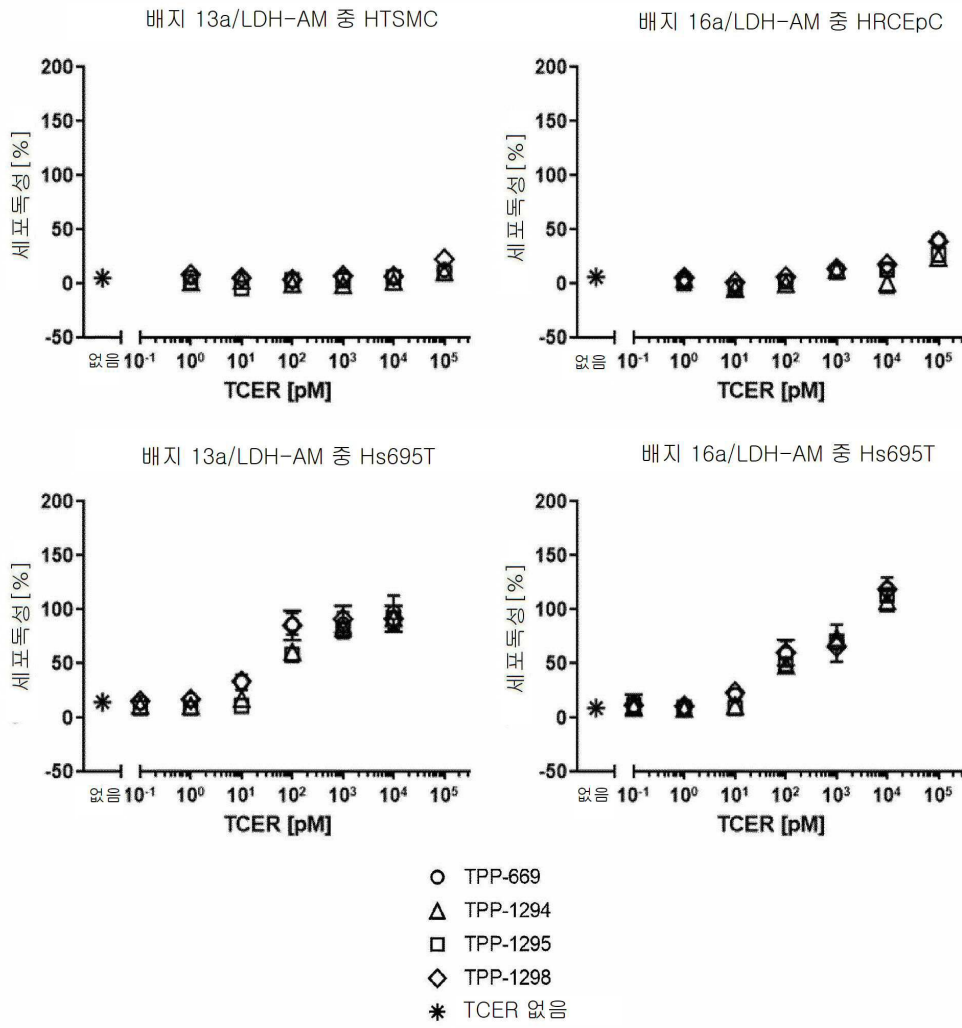 배지 13a/LDH-AM 중 HTSMC
세포독성[%]
200
150
100
50
0
-50
없음
10-1 10⁰ 10¹ 10² 10³ 10⁴ 10⁵
TCER [pM]
배지 16a/LDH-AM 중 HRCEpC
세포독성[%]
200
150
100
50
0
-50
없음
10-1 10⁰ 10¹ 10² 10³ 10⁴ 10⁵
TCER [pM]
배지 13a/LDH-AM 중 Hs695T
세포독성[%]
200
150
100
50
0
-50
없음
10-1 10⁰ 10¹ 10² 10³ 10⁴ 10⁵
TCER [pM]
배지 16a/LDH-AM 중 Hs695T
세포독성[%]
200
150
100
50
0
-50
없음
10-1 10⁰ 10¹ 10² 10³ 10⁴ 10⁵
TCER [pM]
TPP-669
TPP-1294
TPP-1295
TPP-1298
TCER 없음